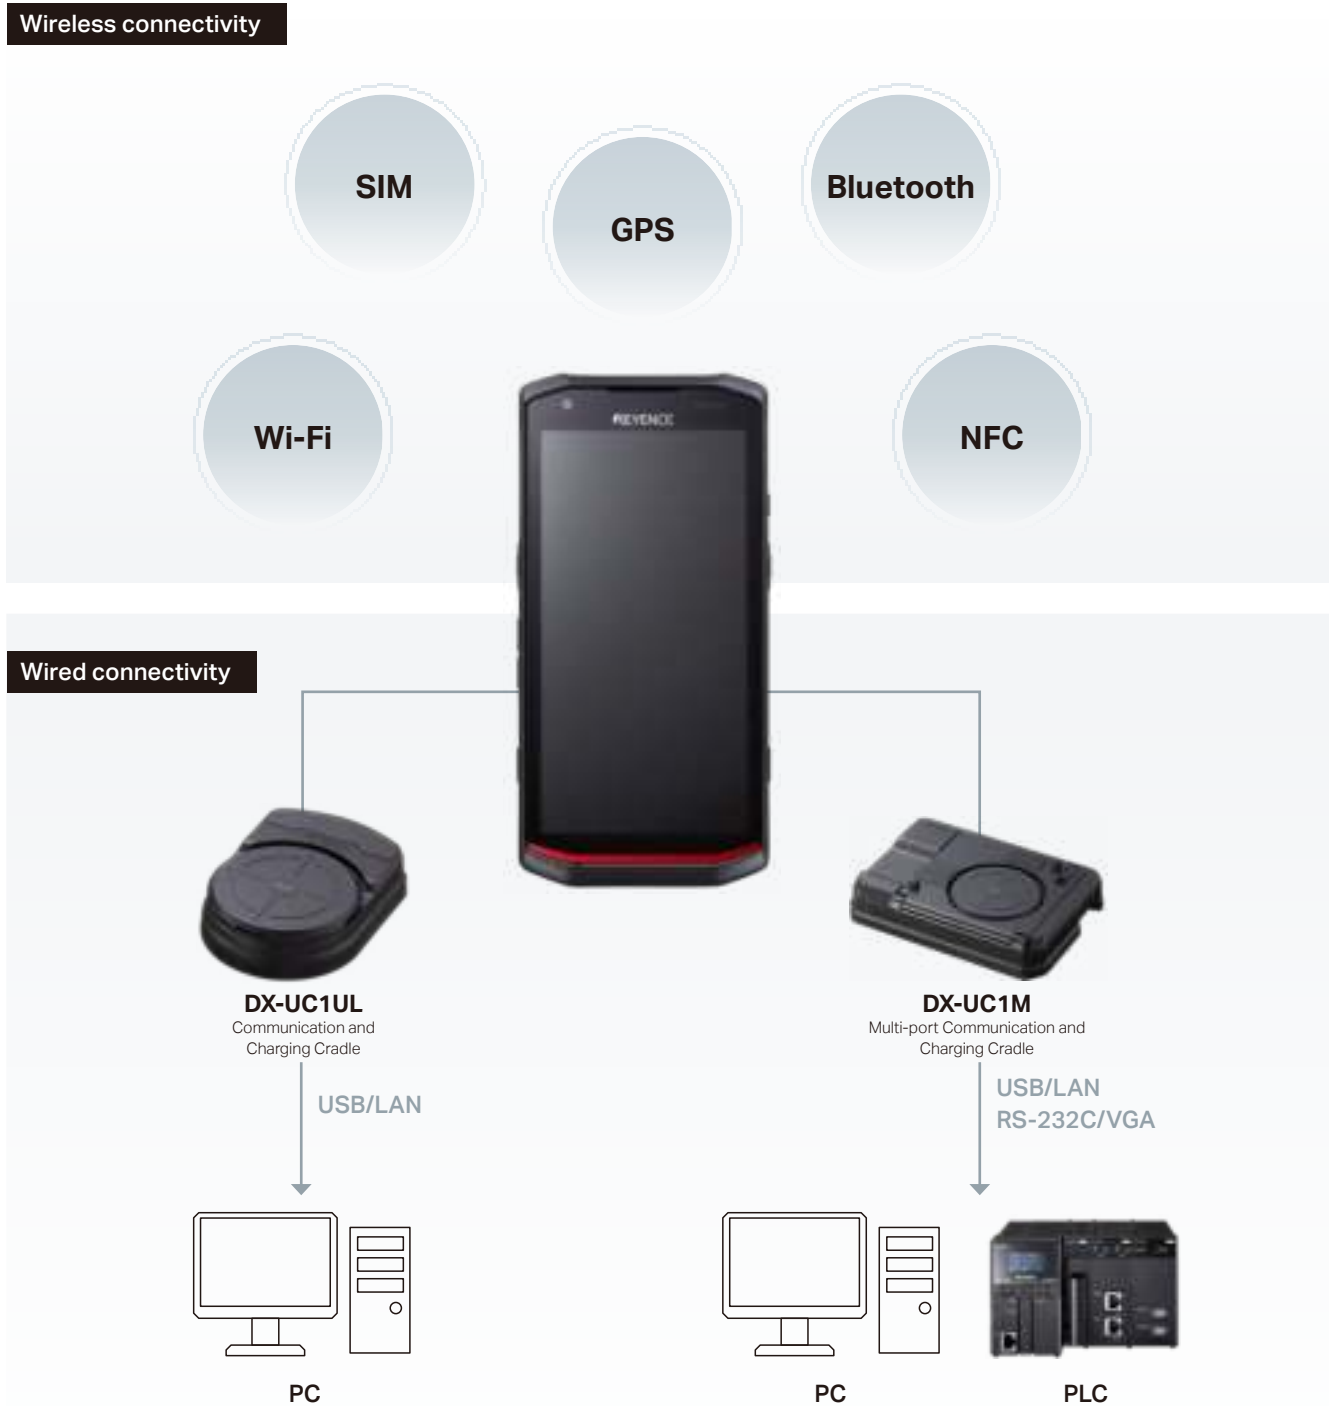 Wireless connectivity
SIM
GPS
Bluetooth
Wi-Fi
NFC
KEYENCE
Wired connectivity
DX-UC1UL
Communication and
Charging Cradle
DX-UC1M
Multi-port Communication and
Charging Cradle
USB/LAN
USB/LAN
RS-232C/VGA
PC
PC
PLC